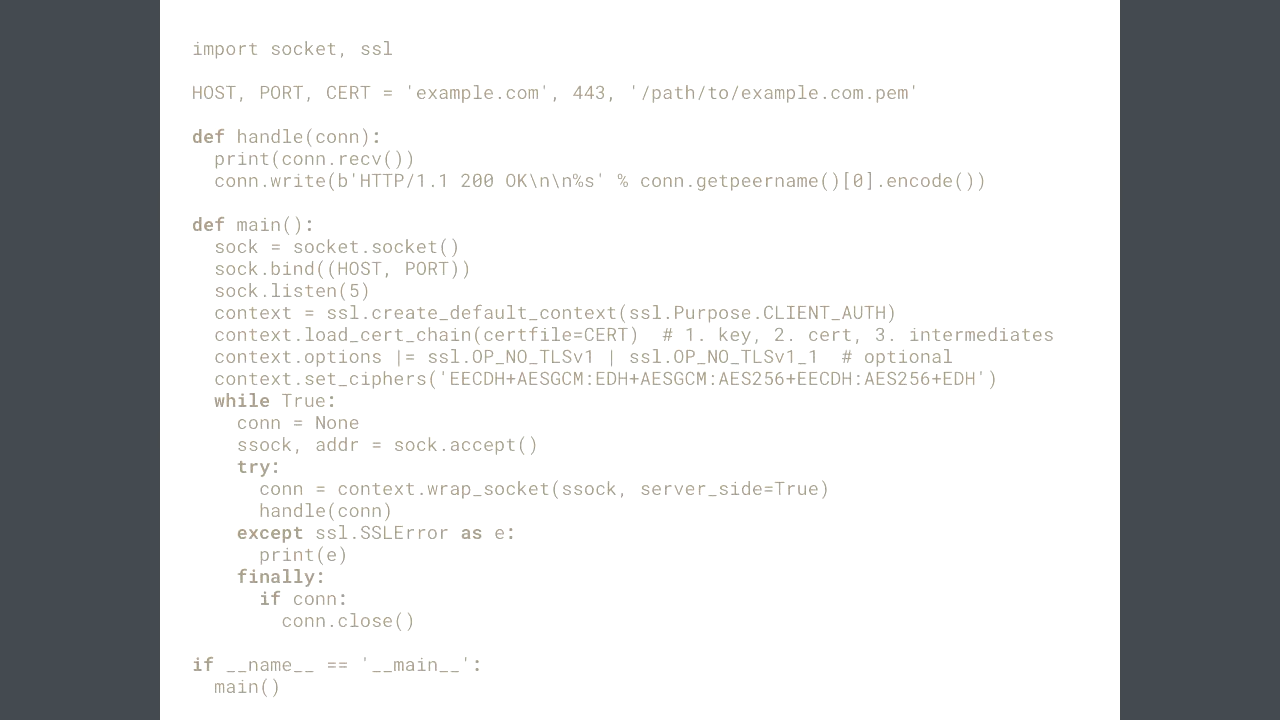 import socket, ssl

HOST, PORT, CERT = 'example.com', 443, '/path/to/example.com.pem'

def handle(conn):
  print(conn.recv())
  conn.write(b'HTTP/1.1 200 OK\n\n%s' % conn.getpeername()[0].encode())

def main():
  sock = socket.socket()
  sock.bind((HOST, PORT))
  sock.listen(5)
  context = ssl.create_default_context(ssl.Purpose.CLIENT_AUTH)
  context.load_cert_chain(certfile=CERT)  # 1. key, 2. cert, 3. intermediates
  context.options |= ssl.OP_NO_TLSv1 | ssl.OP_NO_TLSv1_1  # optional
  context.set_ciphers('EECDH+AESGCM:EDH+AESGCM:AES256+EECDH:AES256+EDH')
  while True:
    conn = None
    ssock, addr = sock.accept()
    try:
      conn = context.wrap_socket(ssock, server_side=True)
      handle(conn)
    except ssl.SSLError as e:
      print(e)
    finally:
      if conn:
        conn.close()

if __name__ == '__main__':
  main()